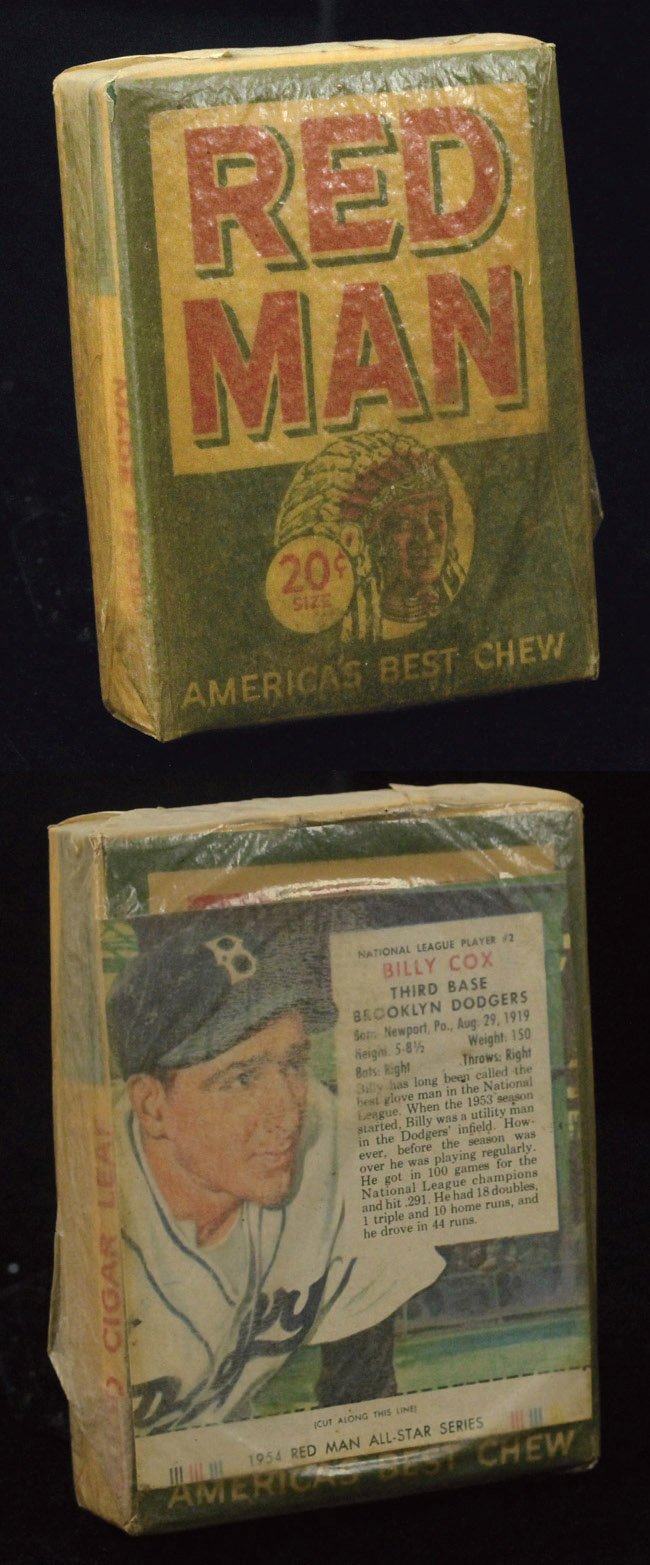 RED
MAN
20¢
SIZE
AMERICA'S BEST CHEW
MADE FROM
B
NATIONAL LEAGUE PLAYER #2
BILLY COX
THIRD BASE
BROOKLYN DODGERS
Born: Newport, Pa., Aug. 29, 1919
Height: 5-8½ Weight: 150
Bats: Right Throws: Right
Billy has long been called the
best glove man in the National
League. When the 1953 season
started, Billy was a utility man
in the Dodgers' infield. How-
ever, before the season was
over he was playing regularly.
He got in 100 games for the
National League champions
and hit .291. He had 18 doubles,
1 triple and 10 home runs, and
he drove in 44 runs.
CIGAR LEAF
(CUT ALONG THIS LINE)
1954 RED MAN ALL-STAR SERIES
AMERICA'S BEST CHEW